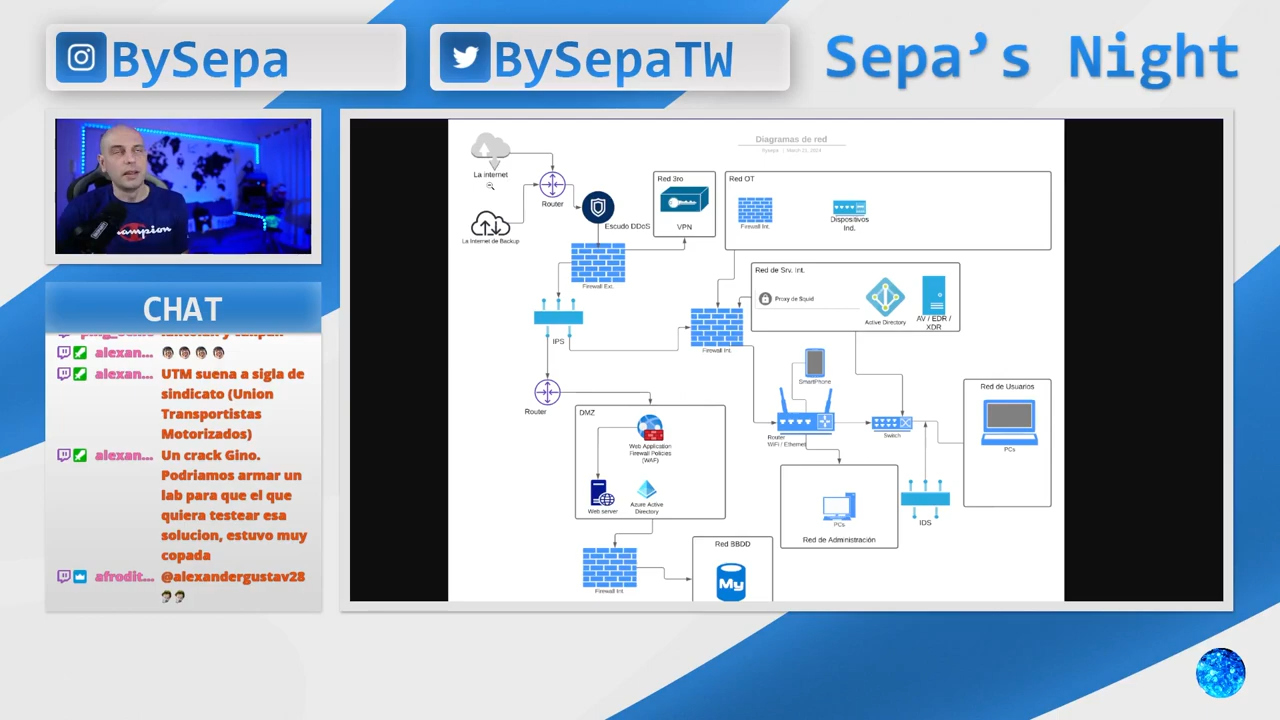 BySepa
BySepaTW
Sepa's Night
CHAT
alexan...
UTM suena a sigla de
sindicato (Union
Transportistas
Motorizados)
alexan...
Un crack Gino.
Podriamos armar un
lab para que el que
quiera testear esa
solucion, estuvo muy
copada
afrodit...
@alexandergustav28
Diagramas de red
La internet
Router
La Internet de Backup
Escudo DDoS
Firewall Ext.
Red 3ro
VPN
Red OT
Firewall Int.
Dispositivos
Ind.
IPS
Firewall Int.
Red de Srv. Int.
Proxy de Squid
Active Directory
AV / EDR /
XDR
SmartPhone
Router
WiFi / Ethernet
Switch
Red de Usuarios
PCs
IDS
PCs
Red de Administración
Router
DMZ
Web Application
Firewall Policies
(WAF)
Web server
Azure Active
Directory
Firewall Int.
Red BBDD
My